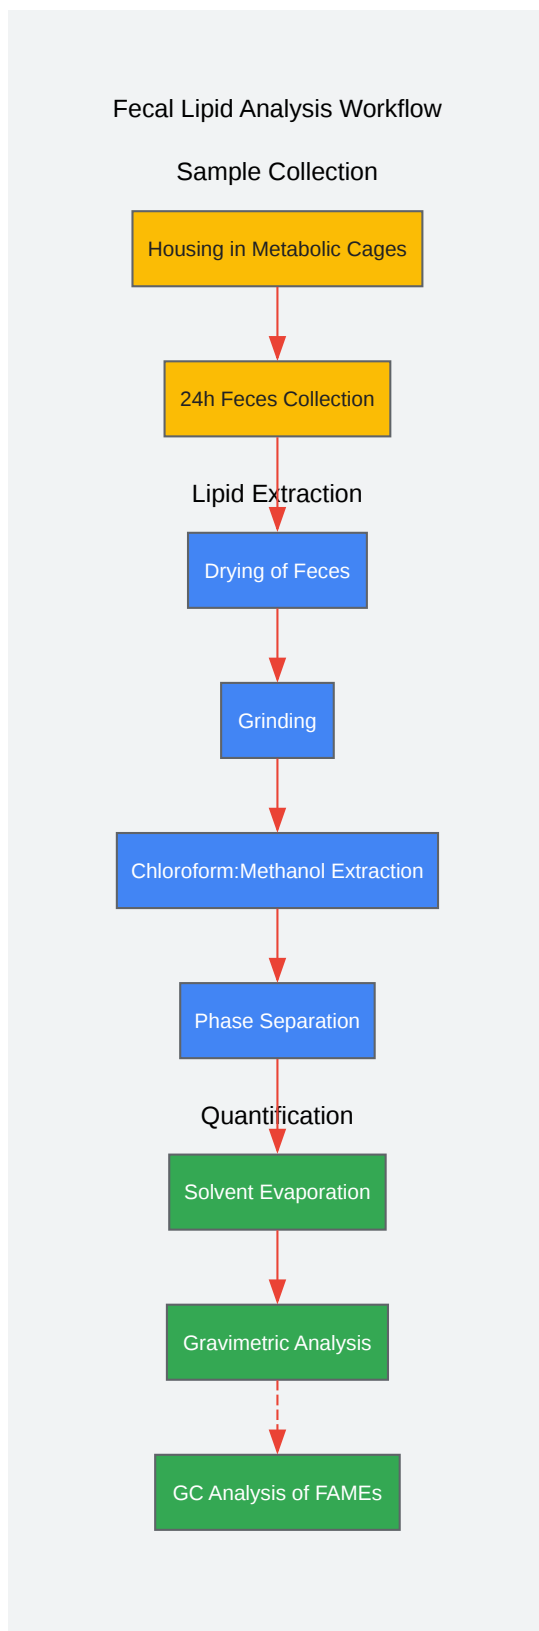 Fecal Lipid Analysis Workflow
Sample Collection
Housing in Metabolic Cages
24h Feces Collection
Lipid Extraction
Drying of Feces
Grinding
Chloroform:Methanol Extraction
Phase Separation
Quantification
Solvent Evaporation
Gravimetric Analysis
GC Analysis of FAMEs